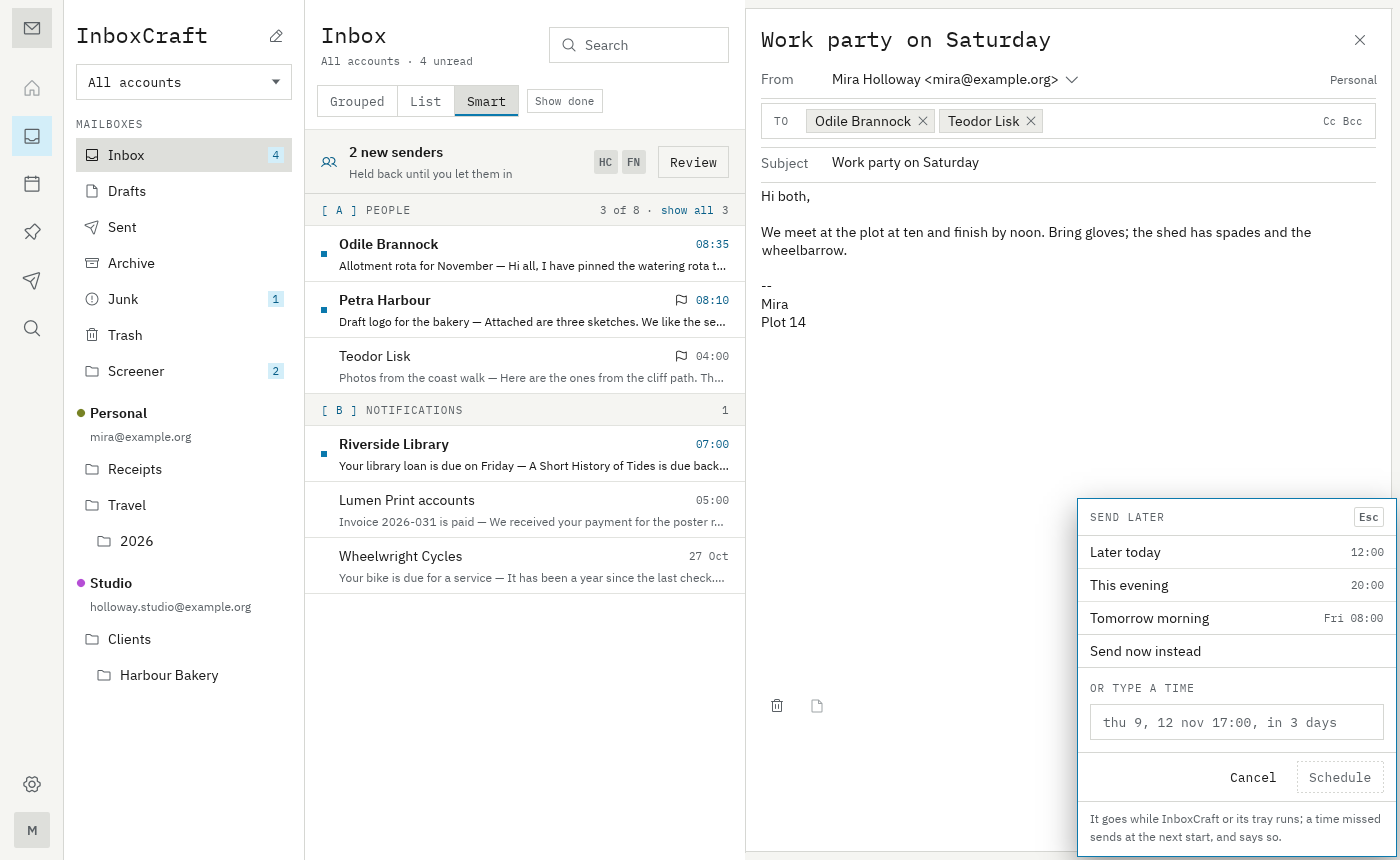 InboxCraft
All accounts
MAILBOXES
Inbox 4
Drafts
Sent
Archive
Junk 1
Trash
Screener 2
Personal
mira@example.org
Receipts
Travel
2026
Studio
holloway.studio@example.org
Clients
Harbour Bakery
M
Inbox
All accounts · 4 unread
Search
Grouped List Smart Show done
2 new senders
Held back until you let them in
HC FN Review
[ A ] PEOPLE 3 of 8 · show all 3
Odile Brannock 08:35
Allotment rota for November — Hi all, I have pinned the watering rota t…
Petra Harbour 08:10
Draft logo for the bakery — Attached are three sketches. We like the se…
Teodor Lisk 04:00
Photos from the coast walk — Here are the ones from the cliff path. Th…
[ B ] NOTIFICATIONS 1
Riverside Library 07:00
Your library loan is due on Friday — A Short History of Tides is due back…
Lumen Print accounts 05:00
Invoice 2026-031 is paid — We received your payment for the poster r…
Wheelwright Cycles 27 Oct
Your bike is due for a service — It has been a year since the last check.…
Work party on Saturday
From Mira Holloway <mira@example.org> Personal
TO Odile Brannock Teodor Lisk Cc Bcc
Subject Work party on Saturday
Hi both,
We meet at the plot at ten and finish by noon. Bring gloves; the shed has spades and the
wheelbarrow.
--
Mira
Plot 14
SEND LATER Esc
Later today 12:00
This evening 20:00
Tomorrow morning Fri 08:00
Send now instead
OR TYPE A TIME
thu 9, 12 nov 17:00, in 3 days
Cancel Schedule
It goes while InboxCraft or its tray runs; a time missed
sends at the next start, and says so.